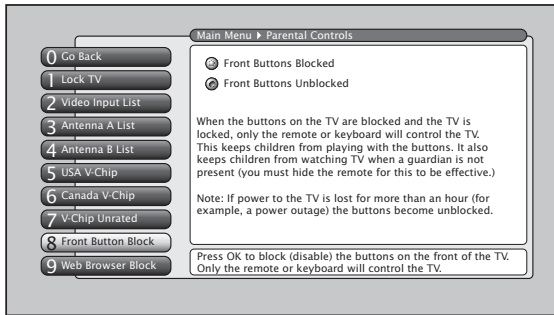 Main Menu ▶ Parental Controls
0 Go Back
1 Lock TV
2 Video Input List
3 Antenna A List
4 Antenna B List
5 USA V-Chip
6 Canada V-Chip
7 V-Chip Unrated
8 Front Button Block
9 Web Browser Block
Front Buttons Blocked
Front Buttons Unblocked
When the buttons on the TV are blocked and the TV is
locked, only the remote or keyboard will control the TV.
This keeps children from playing with the buttons. It also
keeps children from watching TV when a guardian is not
present (you must hide the remote for this to be effective.)
Note: If power to the TV is lost for more than an hour (for
example, a power outage) the buttons become unblocked.
Press OK to block (disable) the buttons on the front of the TV.
Only the remote or keyboard will control the TV.